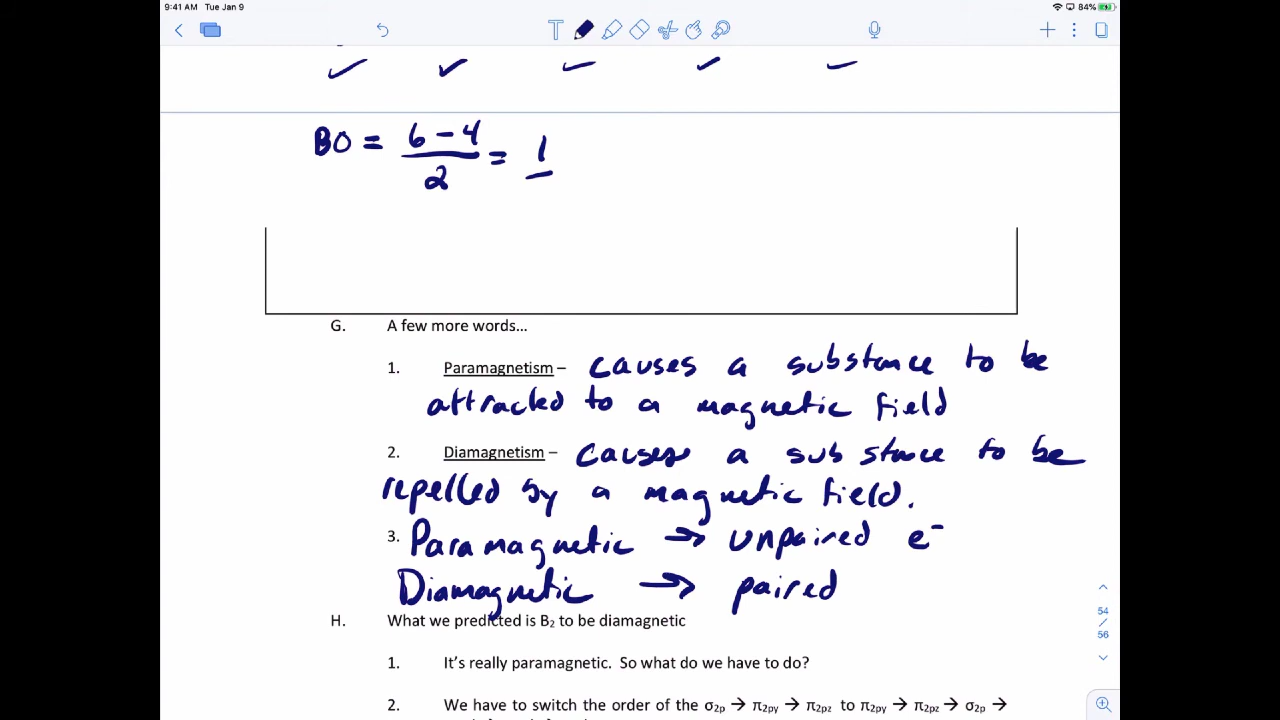 9:41 AM Tue Jan 9
84%
BO = 6 - 4 / 2 = 1
G. A few more words...
1. Paramagnetism – causes a substance to be
attracted to a magnetic field
2. Diamagnetism – causes a substance to be
repelled by a magnetic field.
3. Paramagnetic → unpaired e⁻
Diamagnetic → paired
H. What we predicted is B₂ to be diamagnetic
1. It's really paramagnetic. So what do we have to do?
2. We have to switch the order of the σ₂p → π₂py → π₂pz to π₂py → π₂pz → σ₂p →
54
/
56